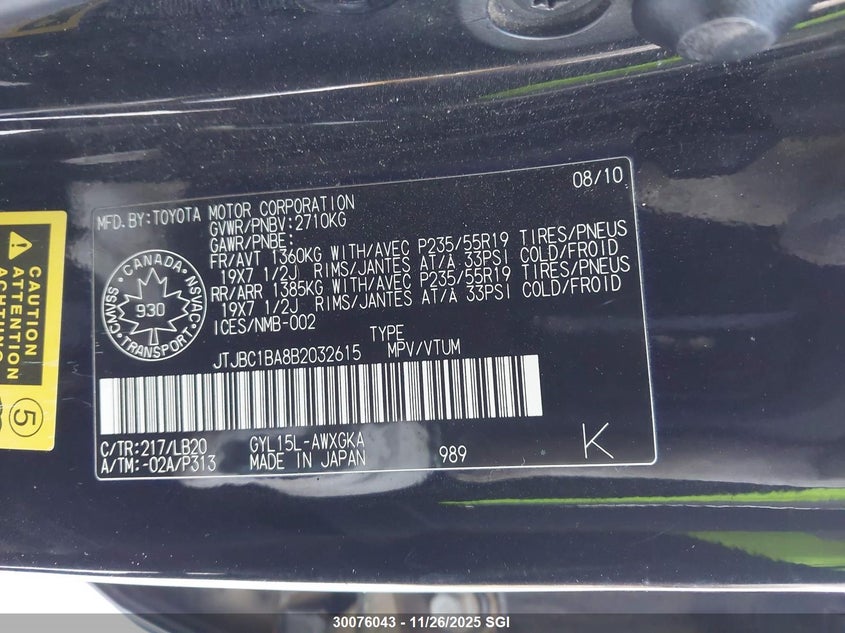 08/10
MFD.BY:TOYOTA MOTOR CORPORATION
GVWR/PNBV:2710KG
GAWR/PNBE:
FR/AVT 1360KG WITH/AVEC P235/55R19 TIRES/PNEUS
19X7 1/2J RIMS/JANTES AT/À 33PSI COLD/FROID
RR/ARR 1385KG WITH/AVEC P235/55R19 TIRES/PNEUS
19X7 1/2J RIMS/JANTES AT/À 33PSI COLD/FROID
ICES/NMB-002
CANADA
CMVSS NSVAC
930
TRANSPORT
TYPE
JTJBC1BA8B2032615 MPV/VTUM
C/TR:217/LB20 GYL15L-AWXGKA
A/TM:-02A/P313 MADE IN JAPAN 989 K
CAUTION
ATTENTION
ACHTUNG
5
30076043 - 11/26/2025 SGI